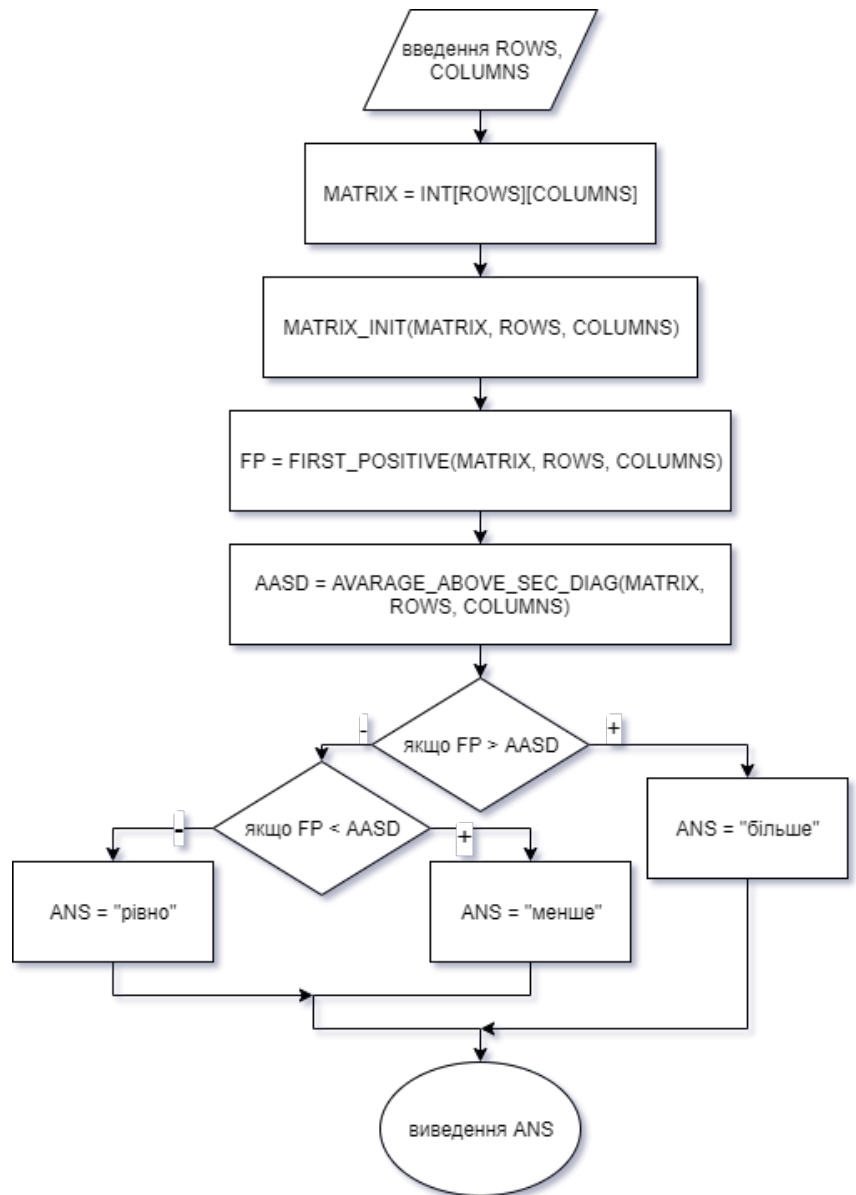 введення ROWS,
COLUMNS
MATRIX = INT[ROWS][COLUMNS]
MATRIX_INIT(MATRIX, ROWS, COLUMNS)
FP = FIRST_POSITIVE(MATRIX, ROWS, COLUMNS)
AASD = AVARAGE_ABOVE_SEC_DIAG(MATRIX,
ROWS, COLUMNS)
-
якщо FP > AASD
+
-
якщо FP < AASD
+
ANS = "більше"
ANS = "рівно"
ANS = "менше"
виведення ANS